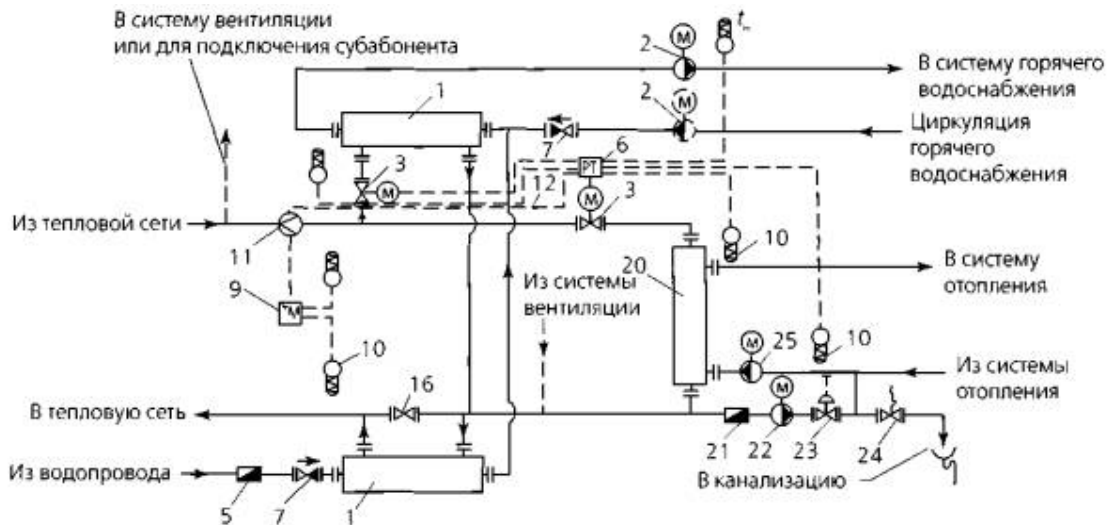 В систему вентиляции
или для подключения субабонента
t
н
М
2
В систему горячего
водоснабжения
1
2
М
7
6
РТ
Циркуляция
горячего
водоснабжения
3
М
12
М
3
Из тепловой сети
11
10
20
В систему
отопления
Из системы
вентиляции
9
М
10
10
М
25
Из системы
отопления
М
16
В тепловую сеть
21
22
23
24
В канализацию
Из водопровода
5
7
1